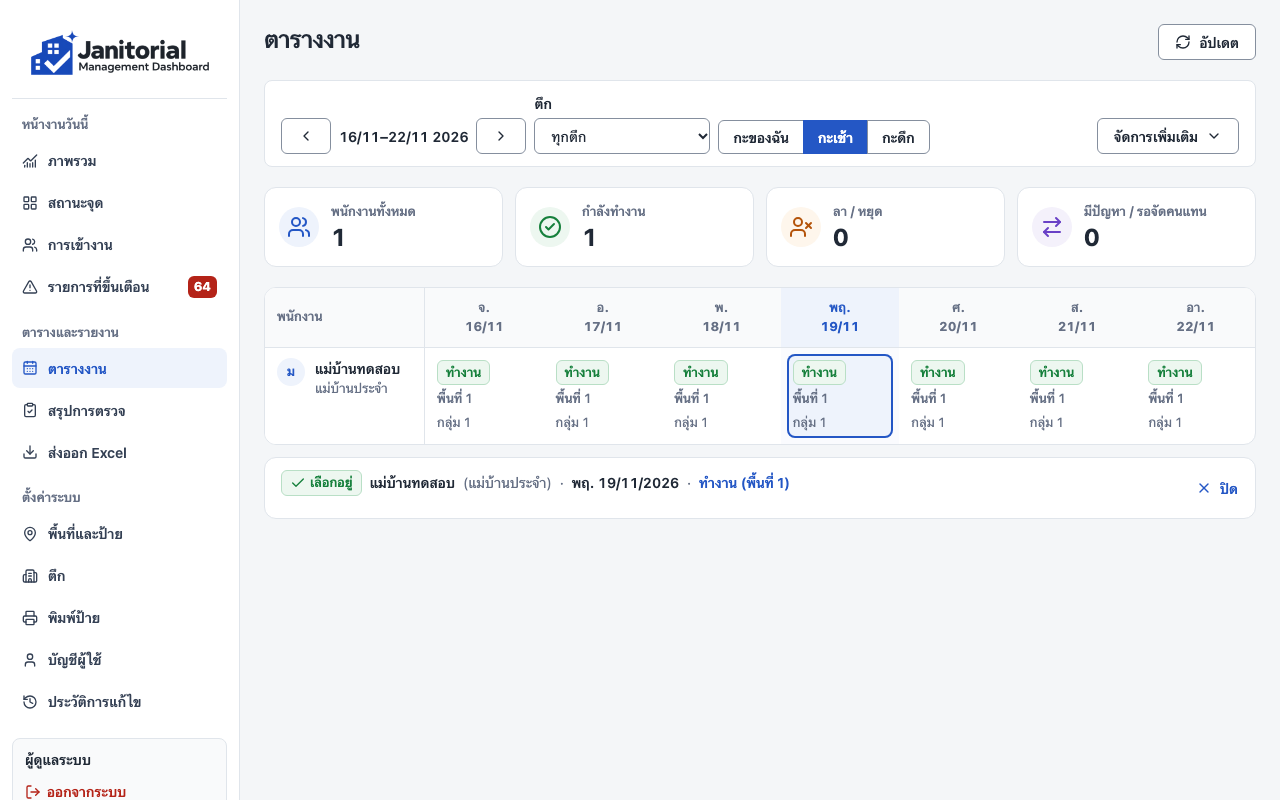 Janitorial
Management Dashboard
หน้างานวันนี้
ภาพรวม
สถานะจุด
การเข้างาน
รายการที่ขึ้นเตือน 64
ตารางและรายงาน
ตารางงาน
สรุปการตรวจ
ส่งออก Excel
ตั้งค่าระบบ
พื้นที่และป้าย
ตึก
พิมพ์ป้าย
บัญชีผู้ใช้
ประวัติการแก้ไข
ผู้ดูแลระบบ
ออกจากระบบ
ตารางงาน
อัปเดต
ตึก
16/11–22/11 2026 ทุกตึก กะของฉัน กะเช้า กะดึก จัดการเพิ่มเติม
พนักงานทั้งหมด
1
กำลังทำงาน
1
ลา / หยุด
0
มีปัญหา / รอจัดคนแทน
0
พนักงาน
จ. อ. พ. พฤ. ศ. ส. อา.
16/11 17/11 18/11 19/11 20/11 21/11 22/11
ม แม่บ้านทดสอบ
แม่บ้านประจำ
ทำงาน ทำงาน ทำงาน ทำงาน ทำงาน ทำงาน ทำงาน
พื้นที่ 1 พื้นที่ 1 พื้นที่ 1 พื้นที่ 1 พื้นที่ 1 พื้นที่ 1 พื้นที่ 1
กลุ่ม 1 กลุ่ม 1 กลุ่ม 1 กลุ่ม 1 กลุ่ม 1 กลุ่ม 1 กลุ่ม 1
เลือกอยู่ แม่บ้านทดสอบ (แม่บ้านประจำ) · พฤ. 19/11/2026 · ทำงาน (พื้นที่ 1)
ปิด